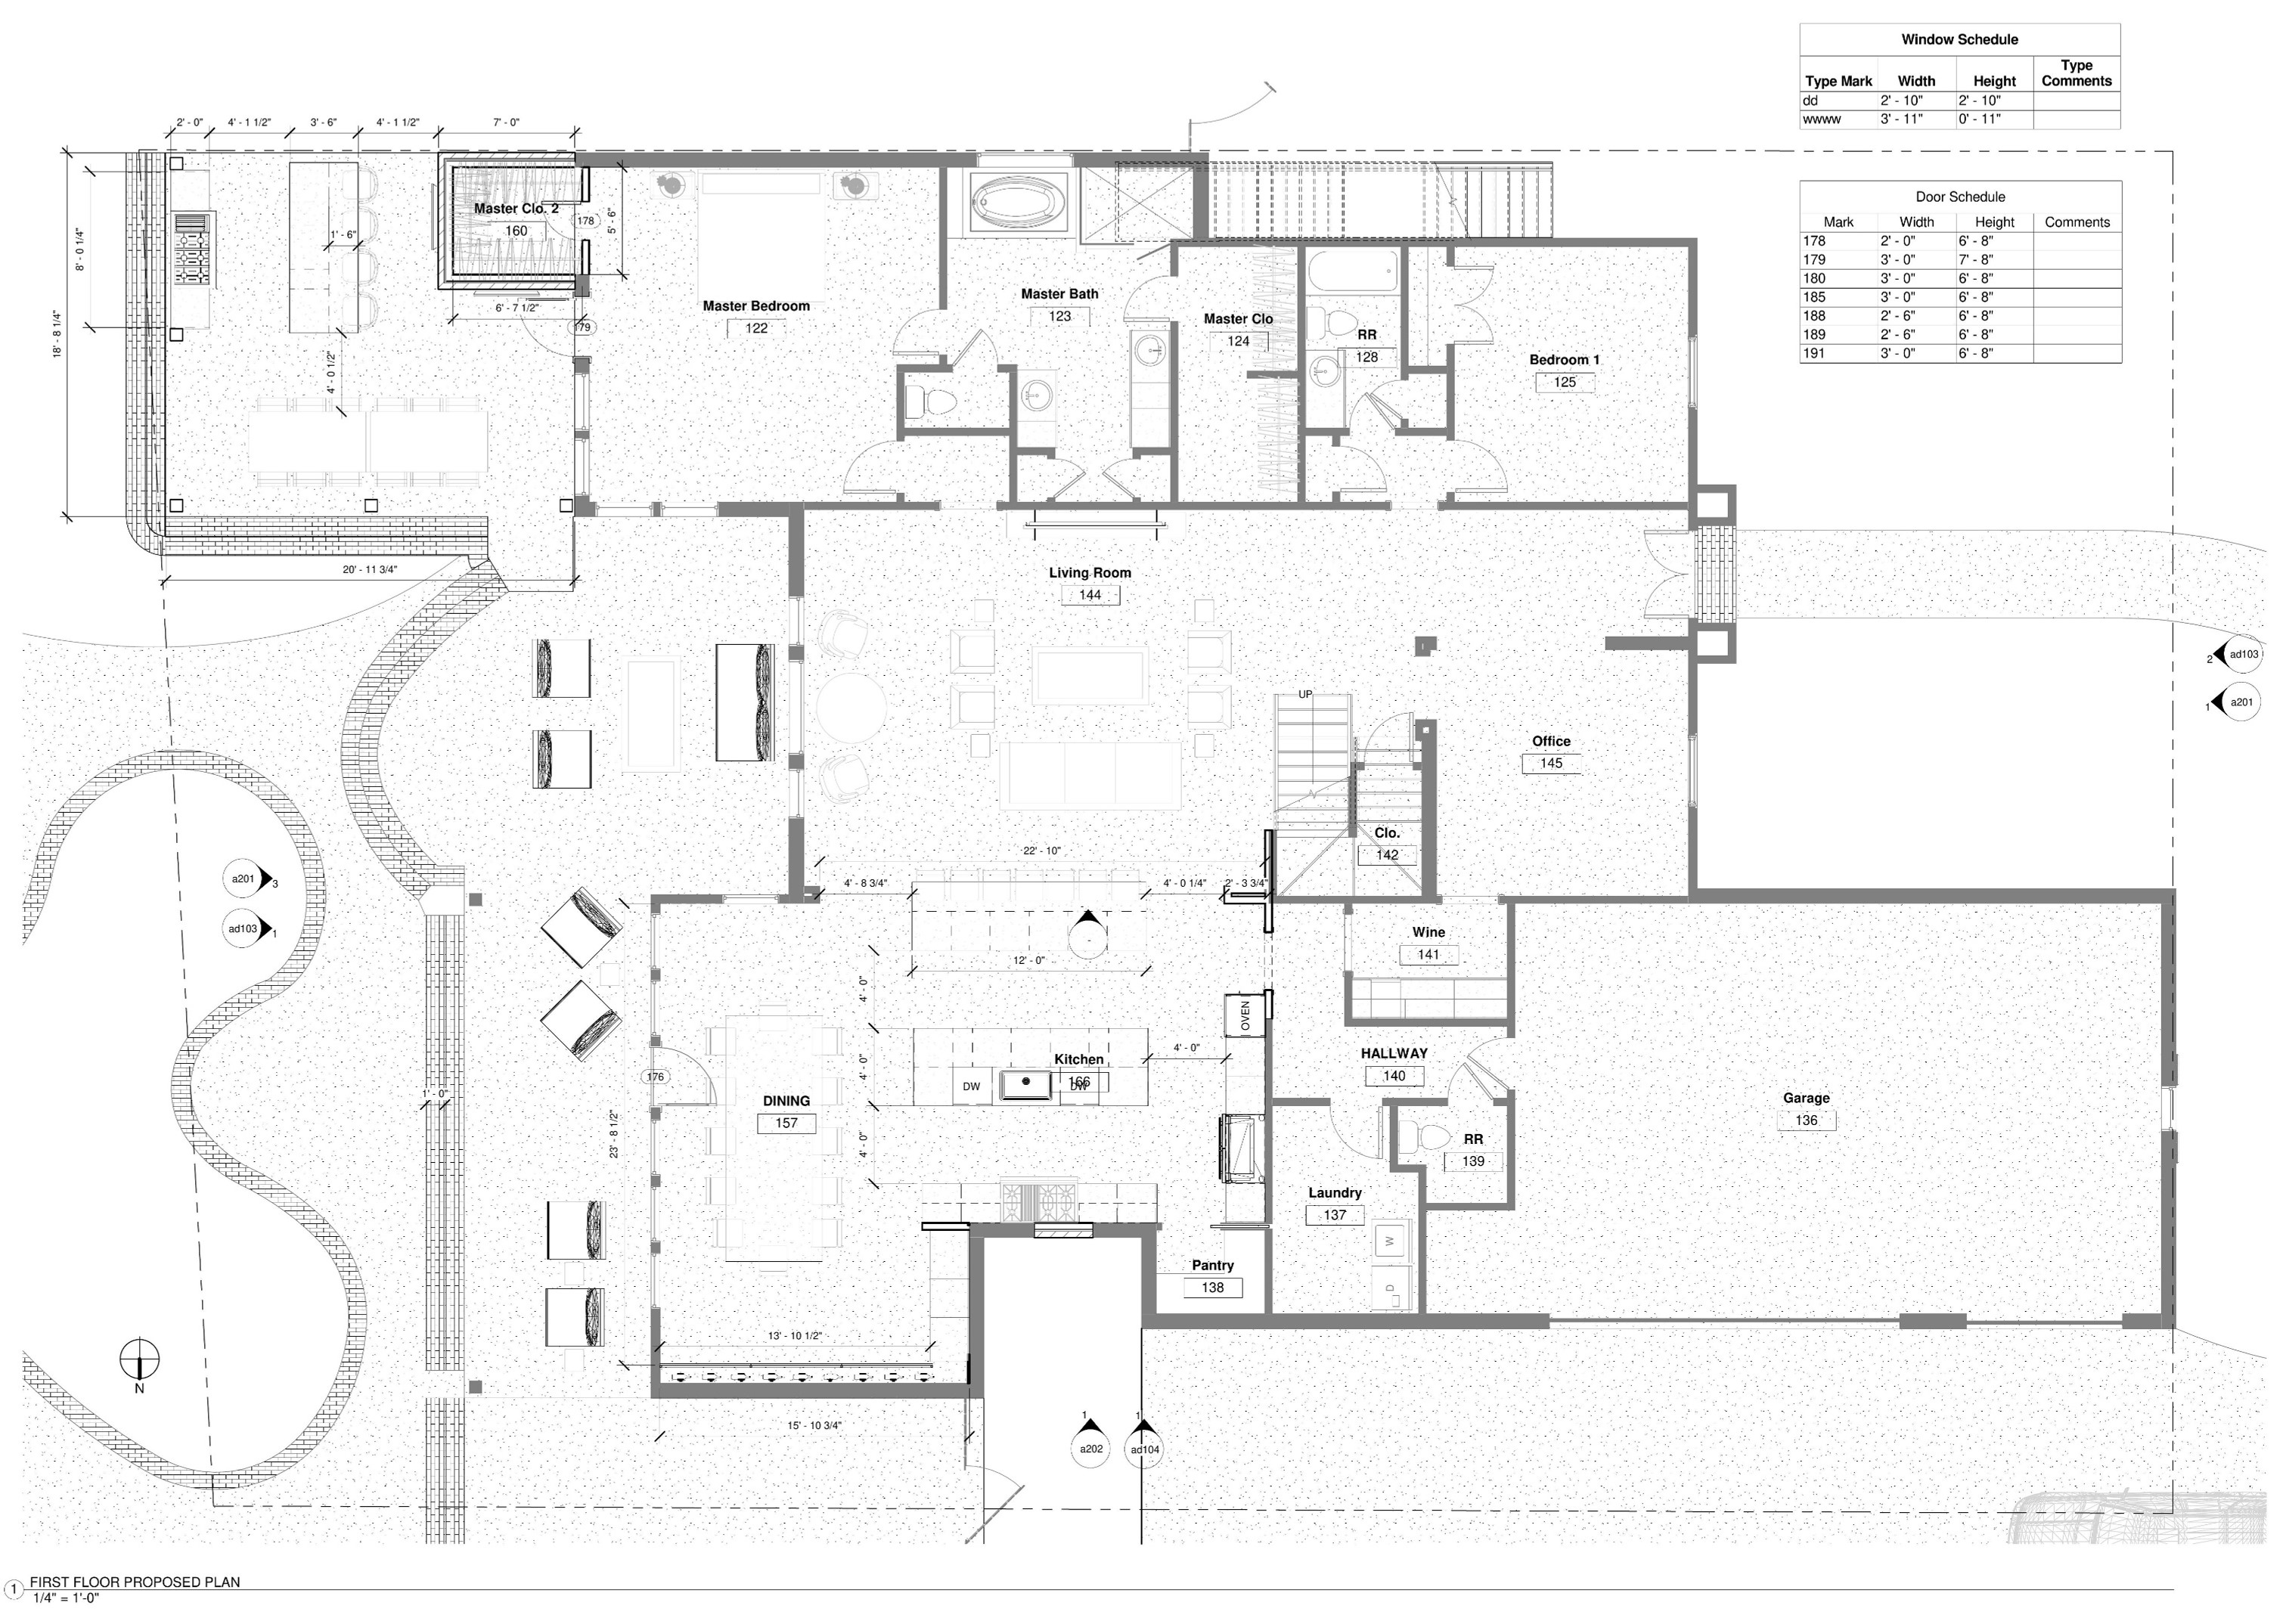 Window Schedule
Type Mark Width Height Type Comments
dd 2' - 10" 2' - 10"
wwww 3' - 11" 0' - 11"
Door Schedule
Mark Width Height Comments
178 2' - 0" 6' - 8"
179 3' - 0" 7' - 8"
180 3' - 0" 6' - 8"
185 3' - 0" 6' - 8"
188 2' - 6" 6' - 8"
189 2' - 6" 6' - 8"
191 3' - 0" 6' - 8"
2' - 0" 4' - 1 1/2" 3' - 6" 4' - 1 1/2" 7' - 0"
18' - 8 1/4"
8' - 0 1/4"
1' - 6"
4' - 0 1/2"
Master Clo. 2
160
178
5' - 6"
6' - 7 1/2"
179
Master Bedroom
122
Master Bath
123
Master Clo
124
RR
128
Bedroom 1
125
20' - 11 3/4"
Living Room
144
UP
Office
145
Clo.
142
2 ad103
1 a201
22' - 10"
4' - 8 3/4" 4' - 0 1/4" 2' - 3 3/4"
a201 3
ad103 1
12' - 0"
-
4' - 0"
4' - 0"
4' - 0"
Wine
141
OVEN
4' - 0"
Kitchen
166
DW
DW
HALLWAY
140
176
1' - 0"
DINING
157
23' - 8 1/2"
RR
139
Garage
136
Laundry
137
W
D
Pantry
138
13' - 10 1/2"
15' - 10 3/4"
N
1
a202
1
ad104
1 FIRST FLOOR PROPOSED PLAN
1/4" = 1'-0"